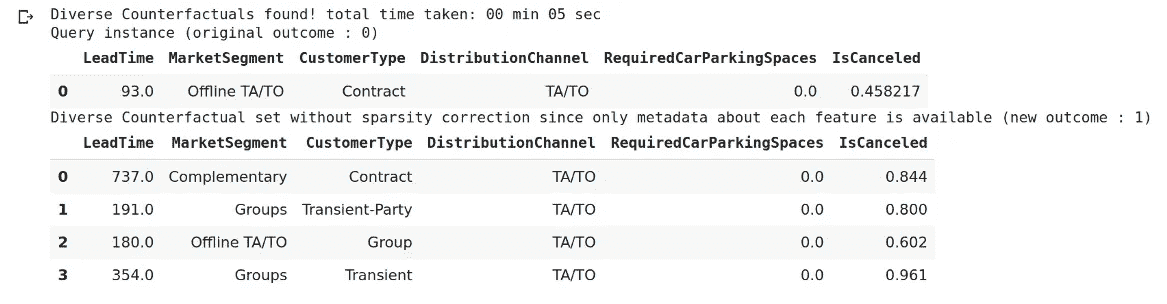 Diverse Counterfactuals found! total time taken: 00 min 05 sec
Query instance (original outcome : 0)
LeadTime MarketSegment CustomerType DistributionChannel RequiredCarParkingSpaces IsCanceled
0 93.0 Offline TA/TO Contract TA/TO 0.0 0.458217
Diverse Counterfactual set without sparsity correction since only metadata about each feature is available (new outcome : 1)
LeadTime MarketSegment CustomerType DistributionChannel RequiredCarParkingSpaces IsCanceled
0 737.0 Complementary Contract TA/TO 0.0 0.844
1 191.0 Groups Transient-Party TA/TO 0.0 0.800
2 180.0 Offline TA/TO Group TA/TO 0.0 0.602
3 354.0 Groups Transient TA/TO 0.0 0.961